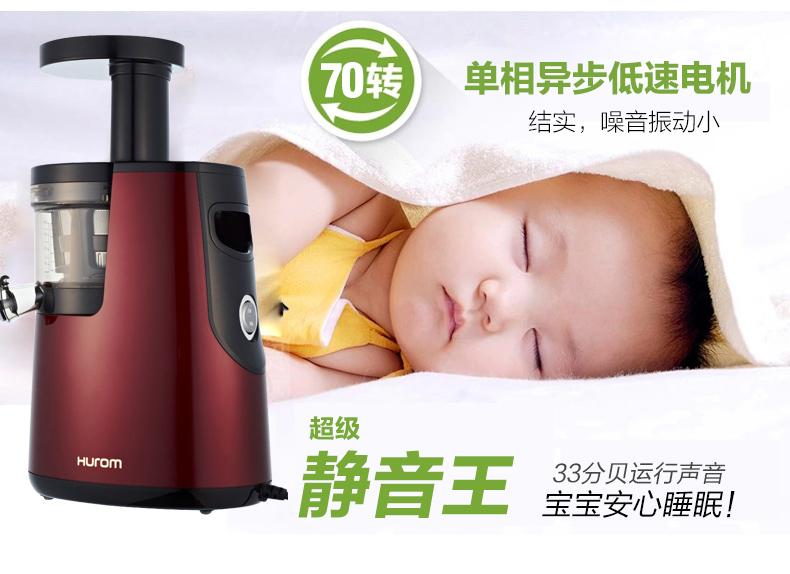 70转
单相异步低速电机
结实，噪音振动小
HUROM
超级
静音王
33分贝运行声音
宝宝安心睡眠！